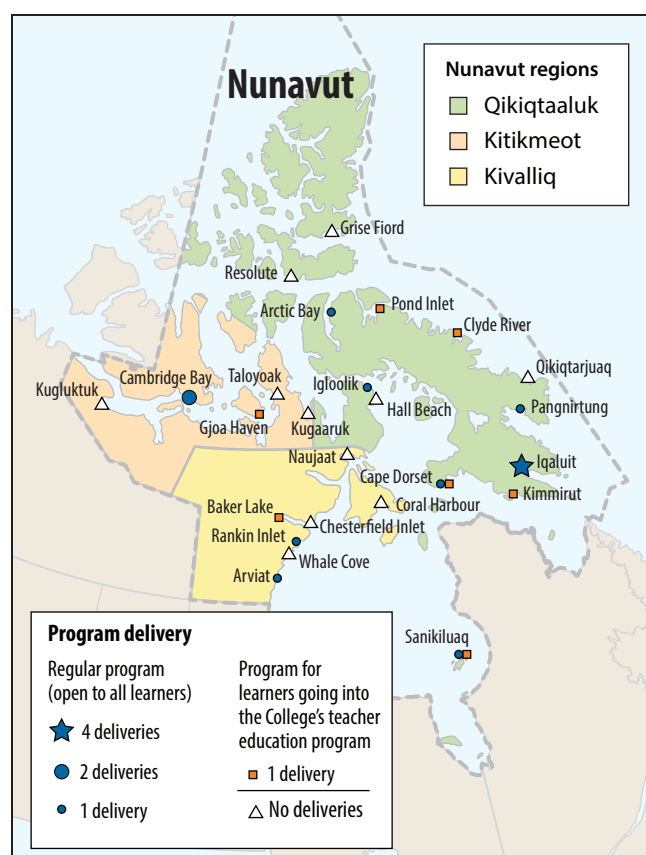 Nunavut
Nunavut regions
Qikiqtaaluk
Kitikmeot
Kivalliq
Grise Fiord
Resolute
Arctic Bay
Pond Inlet
Clyde River
Qikiqtarjuaq
Kugluktuk
Cambridge Bay
Taloyoak
Igloolik
Hall Beach
Pangnirtung
Gjoa Haven
Kugaaruk
Naujaat
Iqaluit
Cape Dorset
Kimmirut
Coral Harbour
Baker Lake
Chesterfield Inlet
Rankin Inlet
Whale Cove
Arviat
Sanikiluaq
Program delivery
Regular program
(open to all learners)
4 deliveries
2 deliveries
1 delivery
Program for
learners going into
the College's teacher
education program
1 delivery
No deliveries